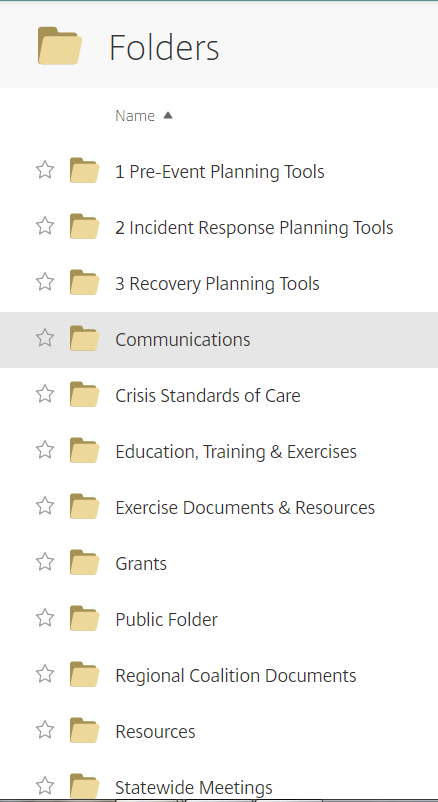 Folders
Name
1 Pre-Event Planning Tools
2 Incident Response Planning Tools
3 Recovery Planning Tools
Communications
Crisis Standards of Care
Education, Training & Exercises
Exercise Documents & Resources
Grants
Public Folder
Regional Coalition Documents
Resources
Statewide Meetings